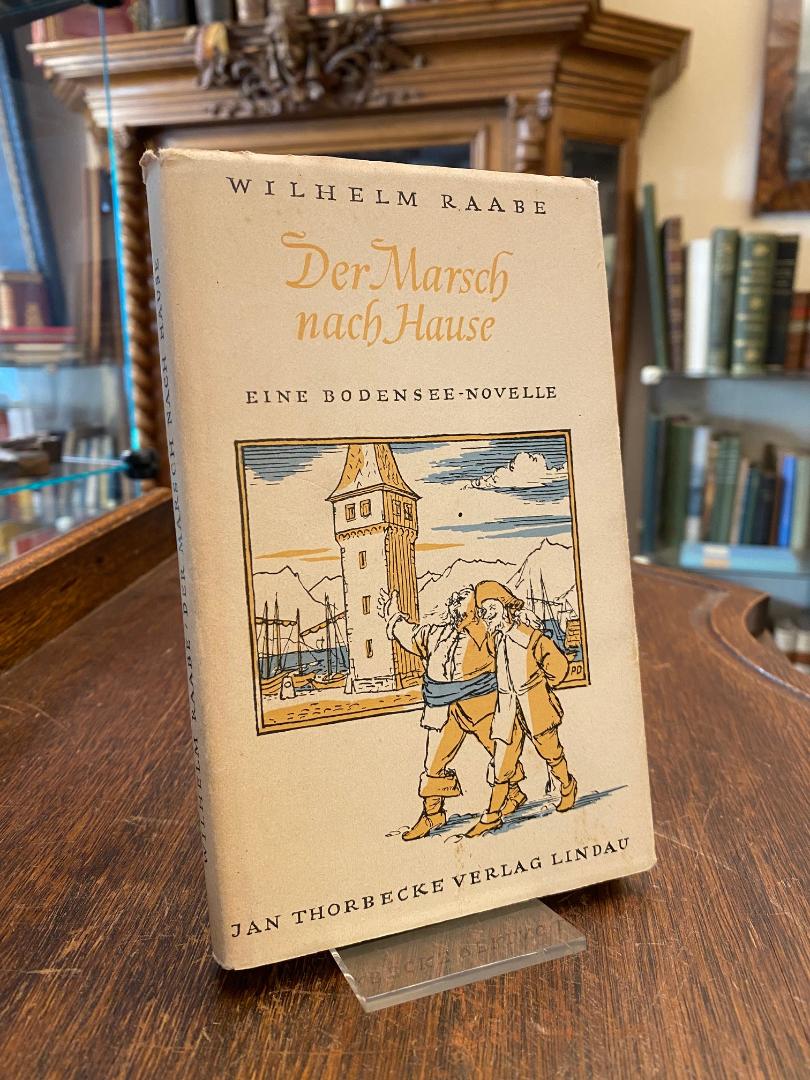 WILHELM RAABE
Der Marsch
nach Hause
EINE BODENSEE-NOVELLE
PD
JAN THORBECKE VERLAG LINDAU
WILHELM RAABE · DER MARSCH NACH HAUSE